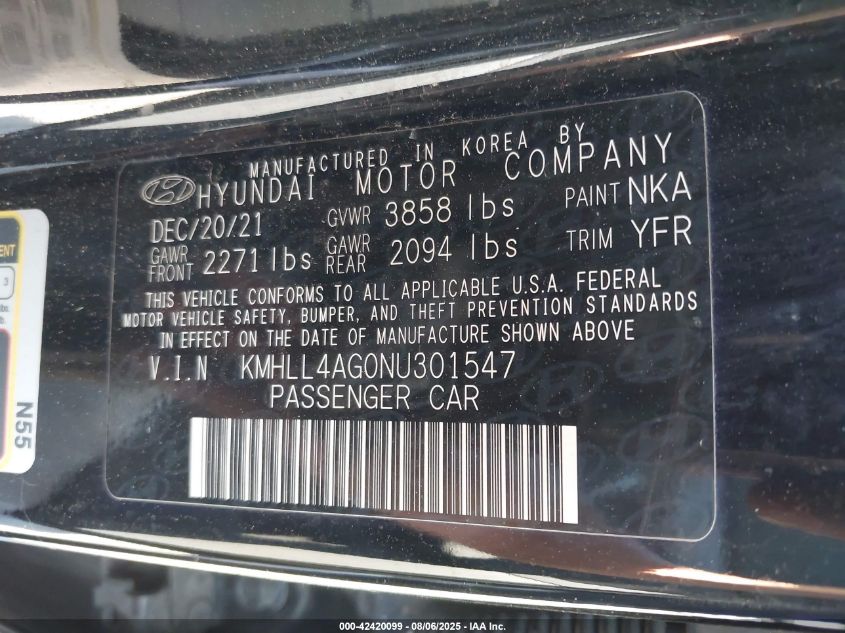 MANUFACTURED IN KOREA BY
HYUNDAI MOTOR COMPANY
DEC/20/21 GVWR 3858 lbs PAINT NKA
GAWR FRONT 2271 lbs GAWR REAR 2094 lbs TRIM YFR
THIS VEHICLE CONFORMS TO ALL APPLICABLE U.S.A. FEDERAL
MOTOR VEHICLE SAFETY, BUMPER, AND THEFT PREVENTION STANDARDS
IN EFFECT ON THE DATE OF MANUFACTURE SHOWN ABOVE
V.I.N KMHLL4AG0NU301547
PASSENGER CAR
3
N55
000-42420099 - 08/06/2025 - IAA Inc.